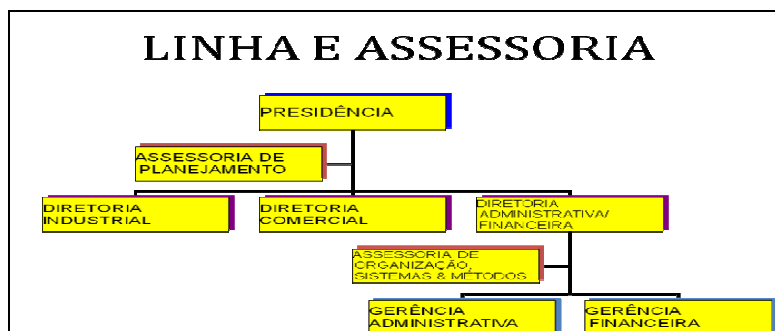 LINHA E ASSESSORIA
PRESIDÊNCIA
ASSESSORIA DE
PLANEJAMENTO
DIRETORIA
INDUSTRIAL
DIRETORIA
COMERCIAL
DIRETORIA
ADMINISTRATIVA/
FINANCEIRA
ASSESSORIA DE
ORGANIZAÇÃO,
SISTEMAS & MÉTODOS
GERÊNCIA
ADMINISTRATIVA
GERÊNCIA
FINANCEIRA